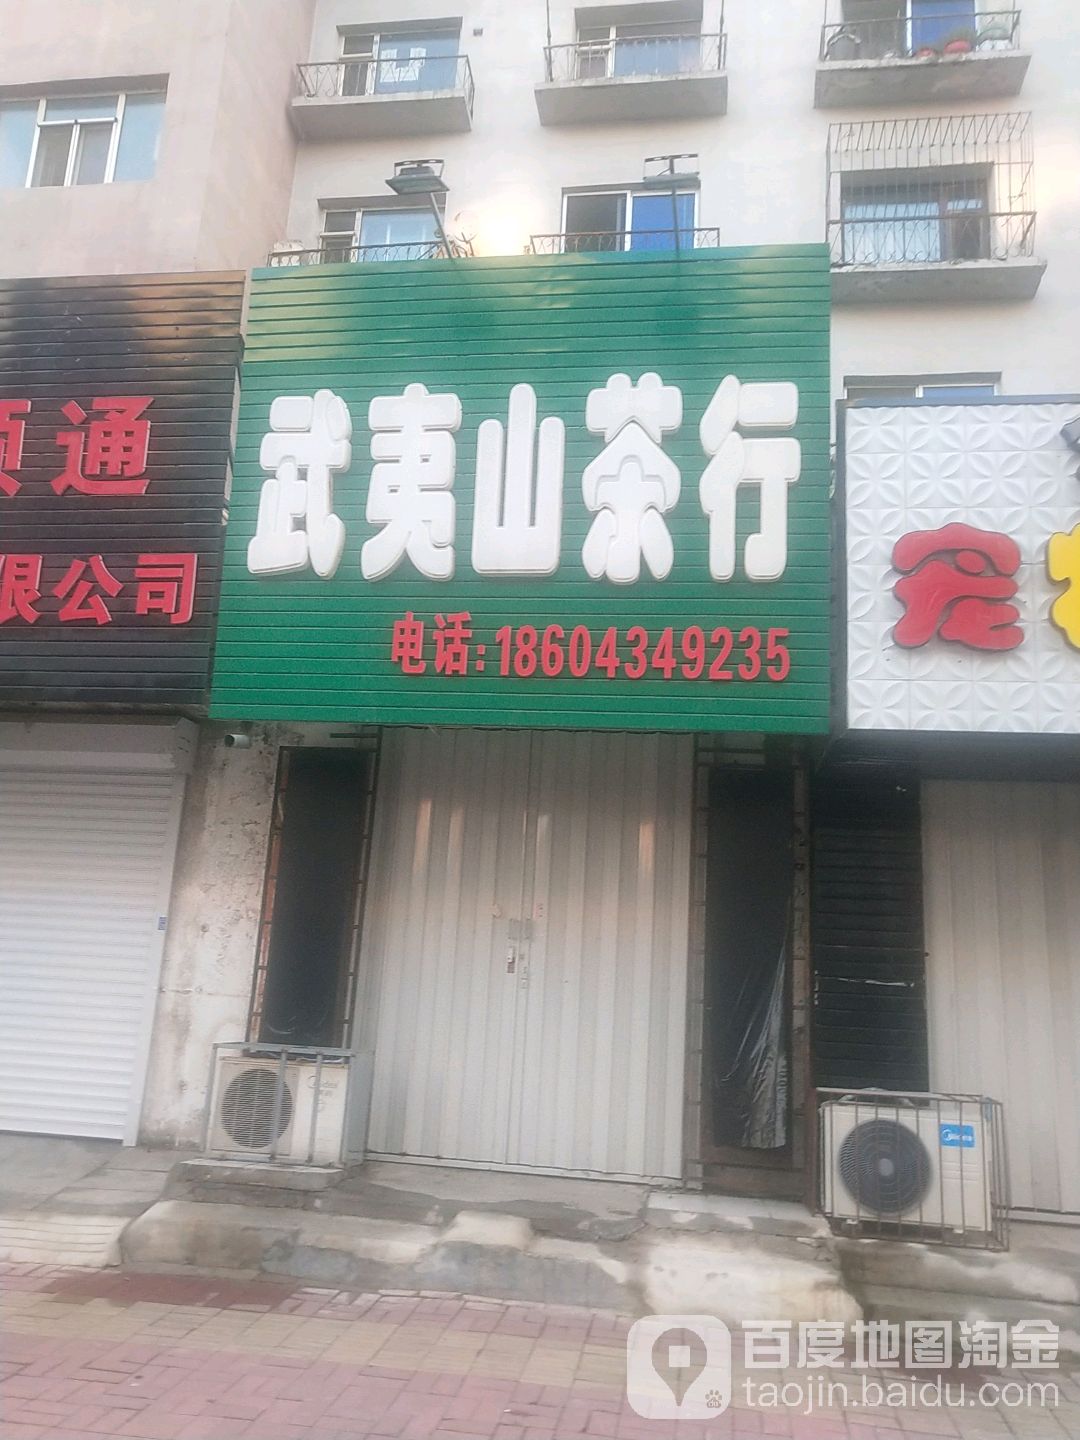 武夷山茶行
电话:18604349235
通
限公司
百度地图淘金
taojin.baidu.com